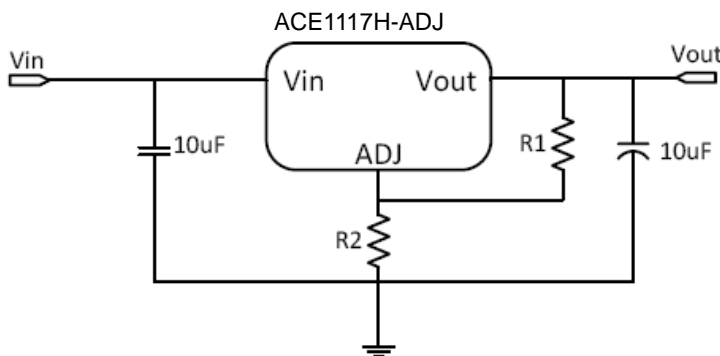 ACE1117H-ADJ
Vin
Vin
Vout
Vout
10uF
ADJ
R1
10uF
R2